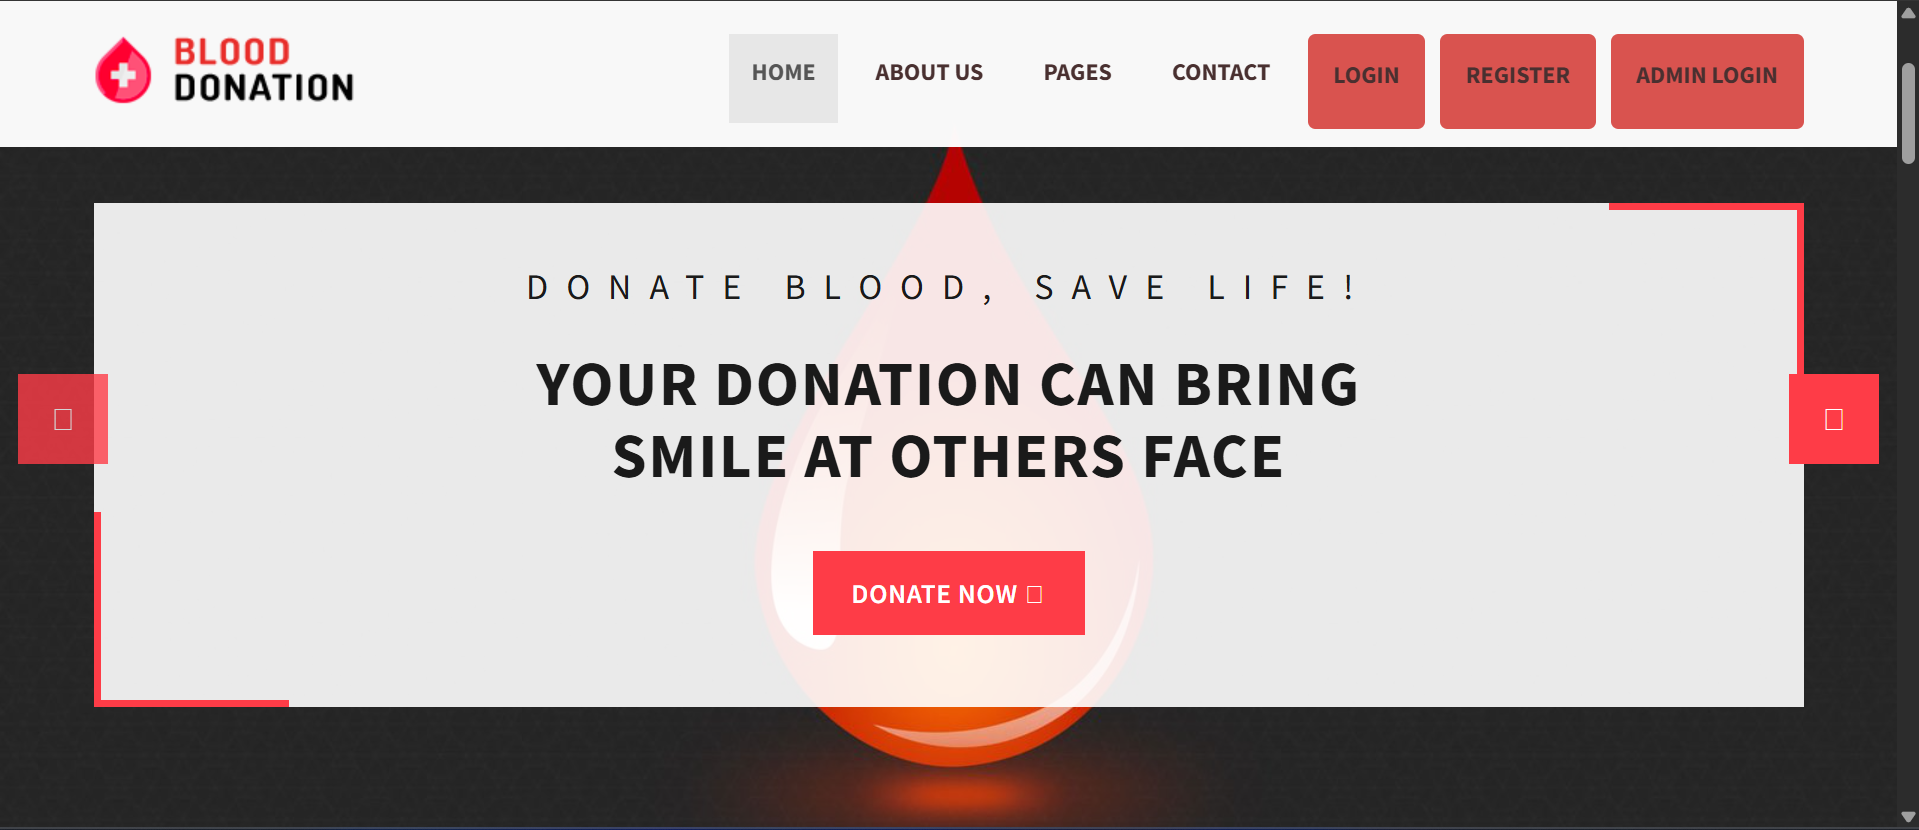 BLOOD
DONATION
HOME ABOUT US PAGES CONTACT LOGIN REGISTER ADMIN LOGIN
DONATE BLOOD, SAVE LIFE!
YOUR DONATION CAN BRING
SMILE AT OTHERS FACE
DONATE NOW